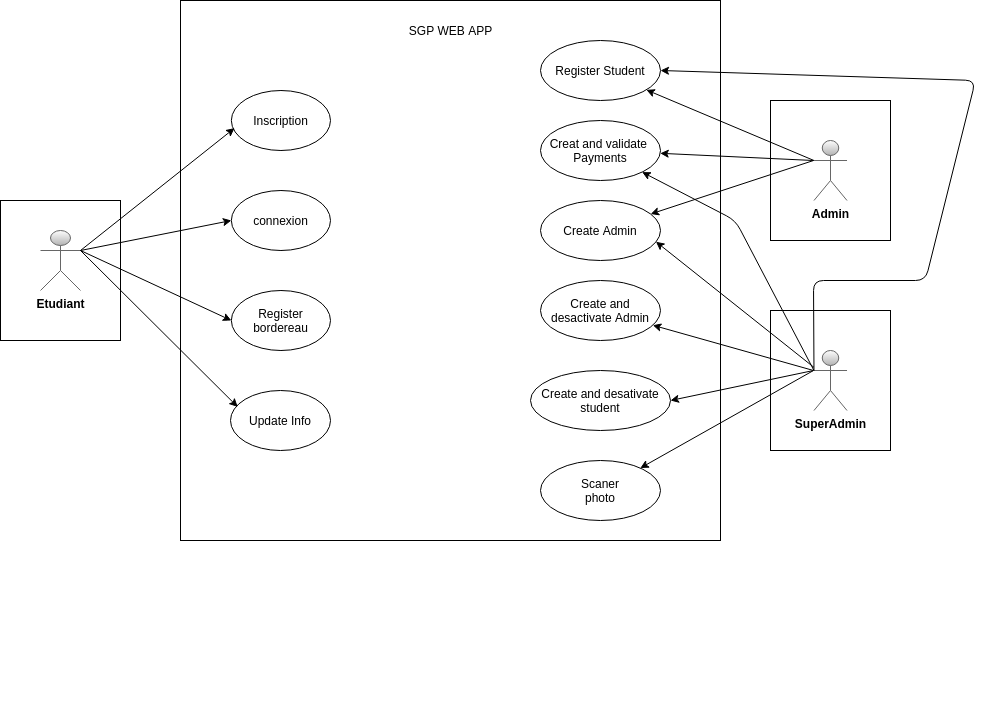 SGP WEB APP
Register Student
Inscription
Creat and validate
Payments
Admin
connexion
Create Admin
Etudiant
Register
bordereau
Create and
desactivate Admin
Update Info
Create and desativate
student
SuperAdmin
Scaner
photo